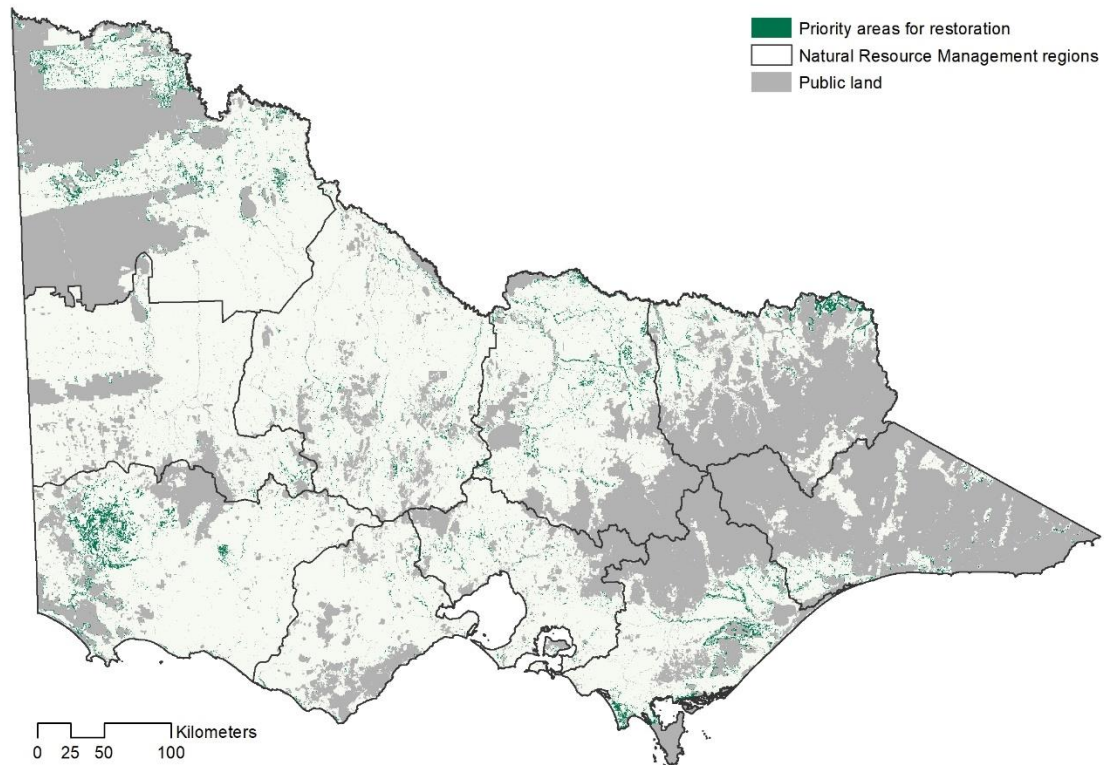 Priority areas for restoration
Natural Resource Management regions
Public land
Kilometers
0 25 50 100